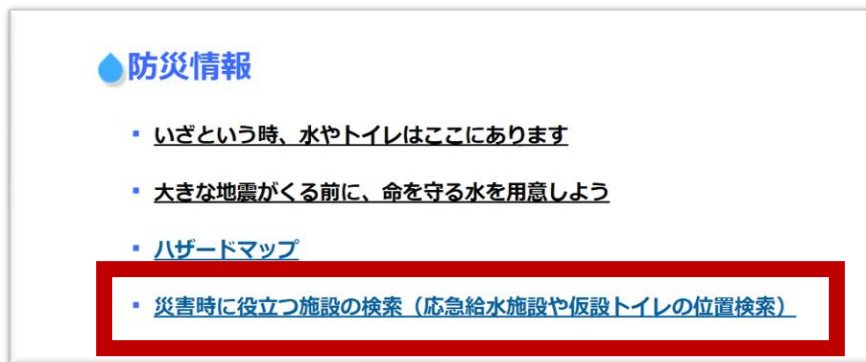 防災情報
いざという時、水やトイレはここにあります
大きな地震がくる前に、命を守る水を用意しよう
ハザードマップ
災害時に役立つ施設の検索（応急給水施設や仮設トイレの位置検索）